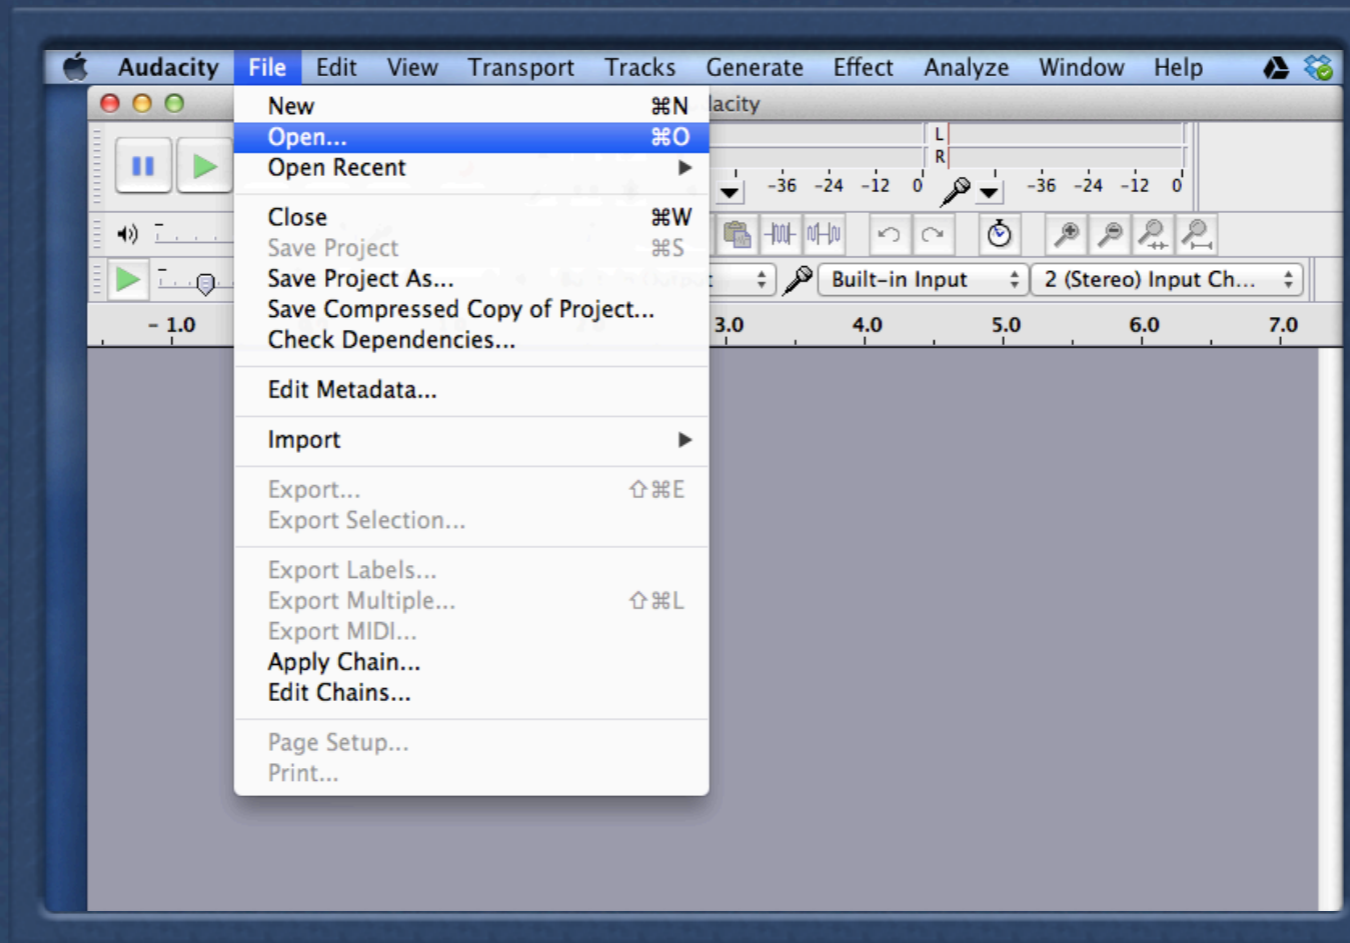 Audacity File Edit View Transport Tracks Generate Effect Analyze Window Help
dacity
New ⌘N
Open... ⌘O
Open Recent ▶
Close ⌘W
Save Project ⌘S
Save Project As...
Save Compressed Copy of Project...
Check Dependencies...
Edit Metadata...
Import ▶
Export... ⇧⌘E
Export Selection...
Export Labels...
Export Multiple... ⇧⌘L
Export MIDI...
Apply Chain...
Edit Chains...
Page Setup...
Print...
L
R
-36 -24 -12 0 -36 -24 -12 0
Built-in Input 2 (Stereo) Input Ch...
- 1.0 3.0 4.0 5.0 6.0 7.0